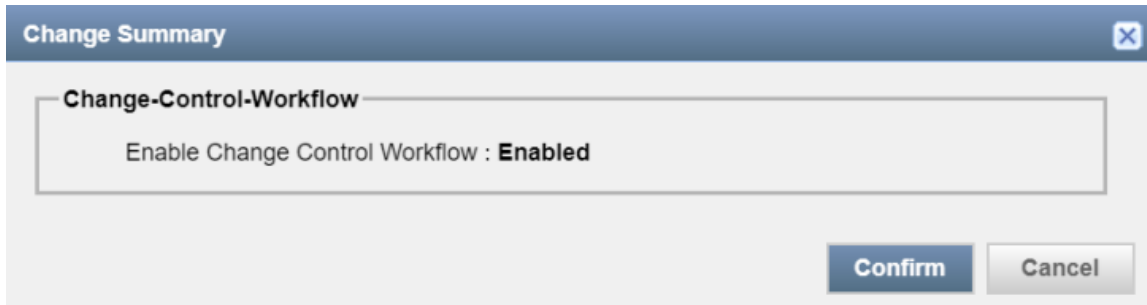 Change Summary
Change-Control-Workflow
Enable Change Control Workflow : Enabled
Confirm
Cancel